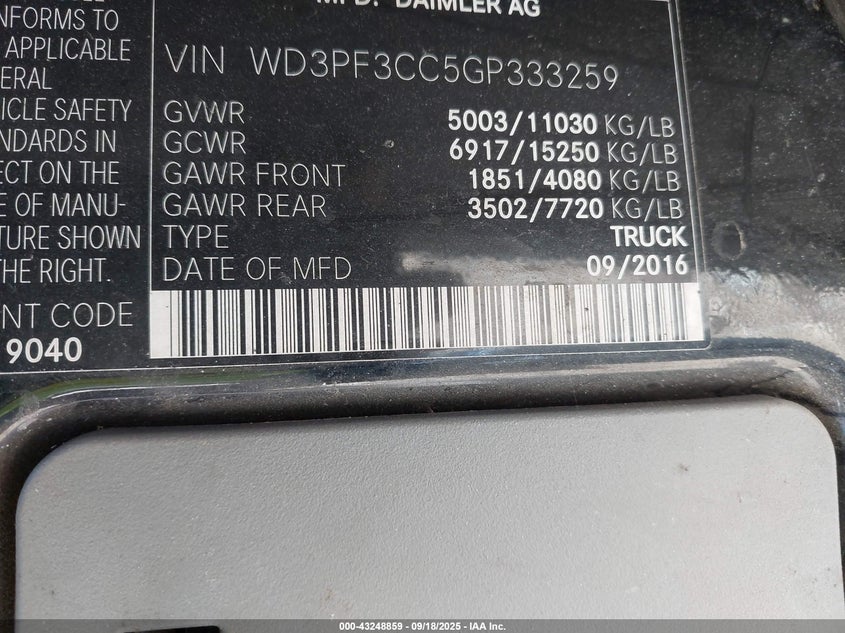 MFD. DAIMLER AG
NFORMS TO
APPLICABLE
ERAL
HICLE SAFETY
ANDARDS IN
ECT ON THE
E OF MANU-
TURE SHOWN
THE RIGHT.
NT CODE
9040
VIN WD3PF3CC5GP333259
GVWR 5003/11030 KG/LB
GCWR 6917/15250 KG/LB
GAWR FRONT 1851/4080 KG/LB
GAWR REAR 3502/7720 KG/LB
TYPE TRUCK
DATE OF MFD 09/2016
000-43248859 - 09/18/2025 - IAA Inc.